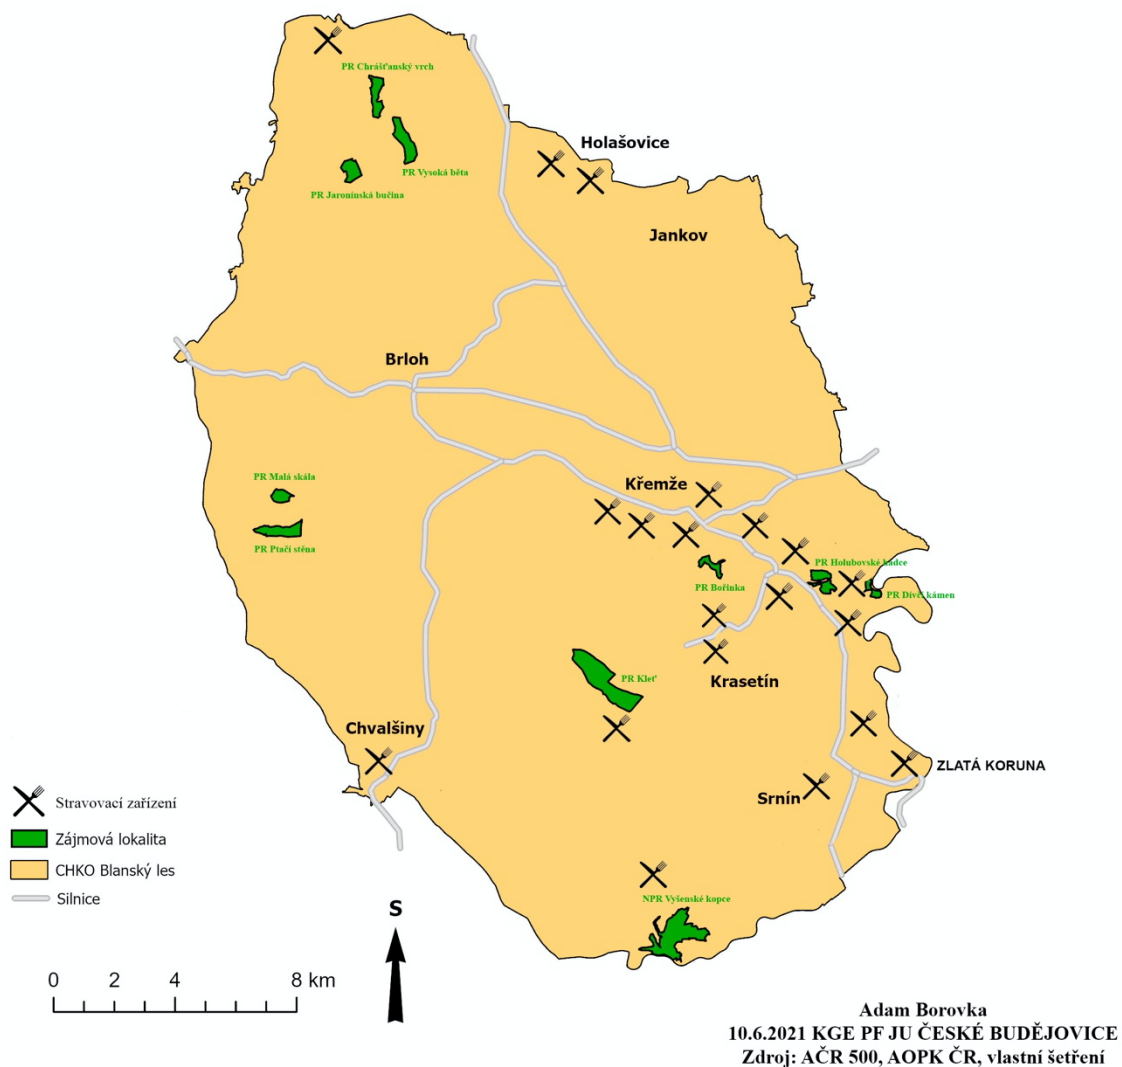 PR Chrášťanský vrch
Holašovice
PR Vysoká běta
PR Jaronínská bučina
Jankov
Brloh
PR Malá skála
Křemže
PR Ptačí stěna
PR Holubovské hadce
PR Bořinka
PR Dívčí kámen
PR Kleť
Krasetín
Chvalšiny
ZLATÁ KORUNA
Srnín
Stravovací zařízení
Zájmová lokalita
CHKO Blanský les
Silnice
NPR Vyšenské kopce
S
0 2 4 8 km
Adam Borovka
10.6.2021 KGE PF JU ČESKÉ BUDĚJOVICE
Zdroj: AČR 500, AOPK ČR, vlastní šetření